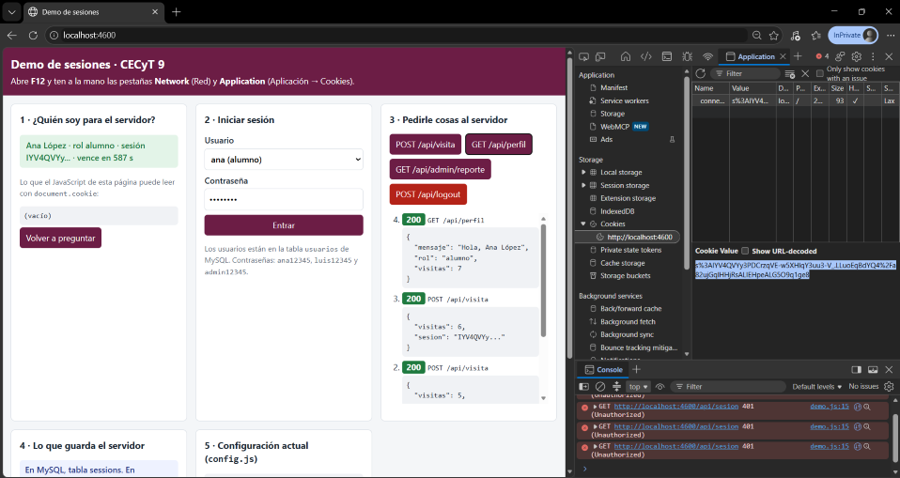 Demo de sesiones
localhost:4600
InPrivate
Demo de sesiones · CECyT 9
Abre F12 y ten a la mano las pestañas Network (Red) y Application (Aplicación → Cookies).
1 · ¿Quién soy para el servidor?
Ana López · rol alumno · sesión
IYV4QVYy... · vence en 587 s
Lo que el JavaScript de esta página puede leer
con document.cookie:
(vacío)
Volver a preguntar
2 · Iniciar sesión
Usuario
ana (alumno)
Contraseña
••••••••
Entrar
Los usuarios están en la tabla usuarios de
MySQL. Contraseñas: ana12345, luis12345 y
admin12345.
3 · Pedirle cosas al servidor
POST /api/visita
GET /api/perfil
GET /api/admin/reporte
POST /api/logout
4. 200 GET /api/perfil
{
"mensaje": "Hola, Ana López",
"rol": "alumno",
"visitas": 7
}
3. 200 POST /api/visita
{
"visitas": 6,
"sesion": "IYV4QVYy..."
}
2. 200 POST /api/visita
{
"visitas": 5,
4 · Lo que guarda el servidor
En MySQL, tabla sessions. En
5 · Configuración actual
(config.js)
Application
4
Application
Manifest
Service workers
Storage
WebMCP NEW
Ads
Storage
Local storage
Session storage
Extension storage
IndexedDB
Cookies
http://localhost:4600
Private state tokens
Cache storage
Storage buckets
Background services
Back/forward cache
Background fetch
Background sync
Bounce tracking mitiga...
Filter
Only show cookies
with an issue
Name Value D... P... Ex... Size H... S... S...
conne... s%3AIYV4... lo... / 2... 93 ✓ Lax
Cookie Value Show URL-decoded
Console
top
Filter
Default levels
No issues
(Unauthorized)
GET http://localhost:4600/api/sesion 401 demo.js:15
(Unauthorized)
GET http://localhost:4600/api/sesion 401 demo.js:15
(Unauthorized)
GET http://localhost:4600/api/sesion 401 demo.js:15
(Unauthorized)